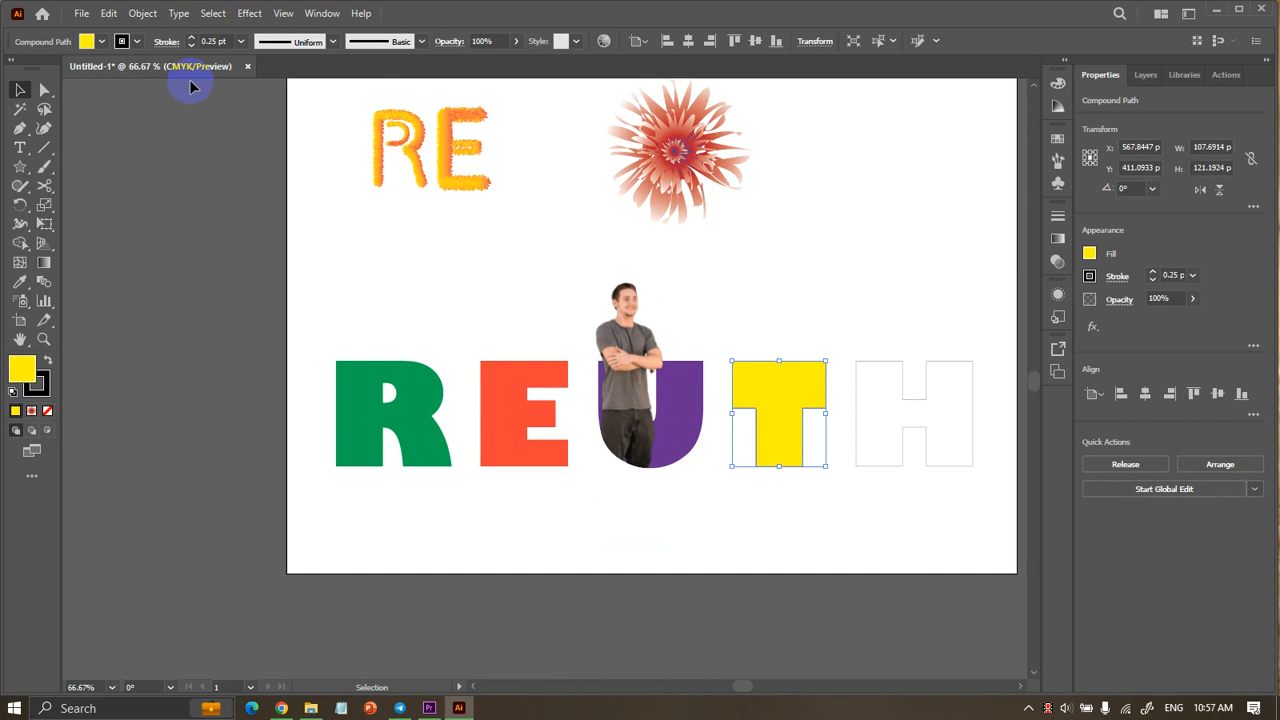 Ai File Edit Object Type Select Effect View Window Help
Compound Path Stroke: 0.25 pt Uniform Basic Opacity: 100% Style: Transform
Untitled-1* @ 66.67 % (CMYK/Preview) ×
Properties Layers Libraries Actions
Compound Path
Transform
X: 567.8447 p W: 107.6914 p
Y: 411.0933 p H: 121.1924 p
0°
Appearance
Fill
Stroke 0.25 p
Opacity 100%
fx.
Align
Quick Actions
Release Arrange
Start Global Edit
RE
REUTH
66.67% 0° 1 Selection
Search Pr Ai 10:57 AM